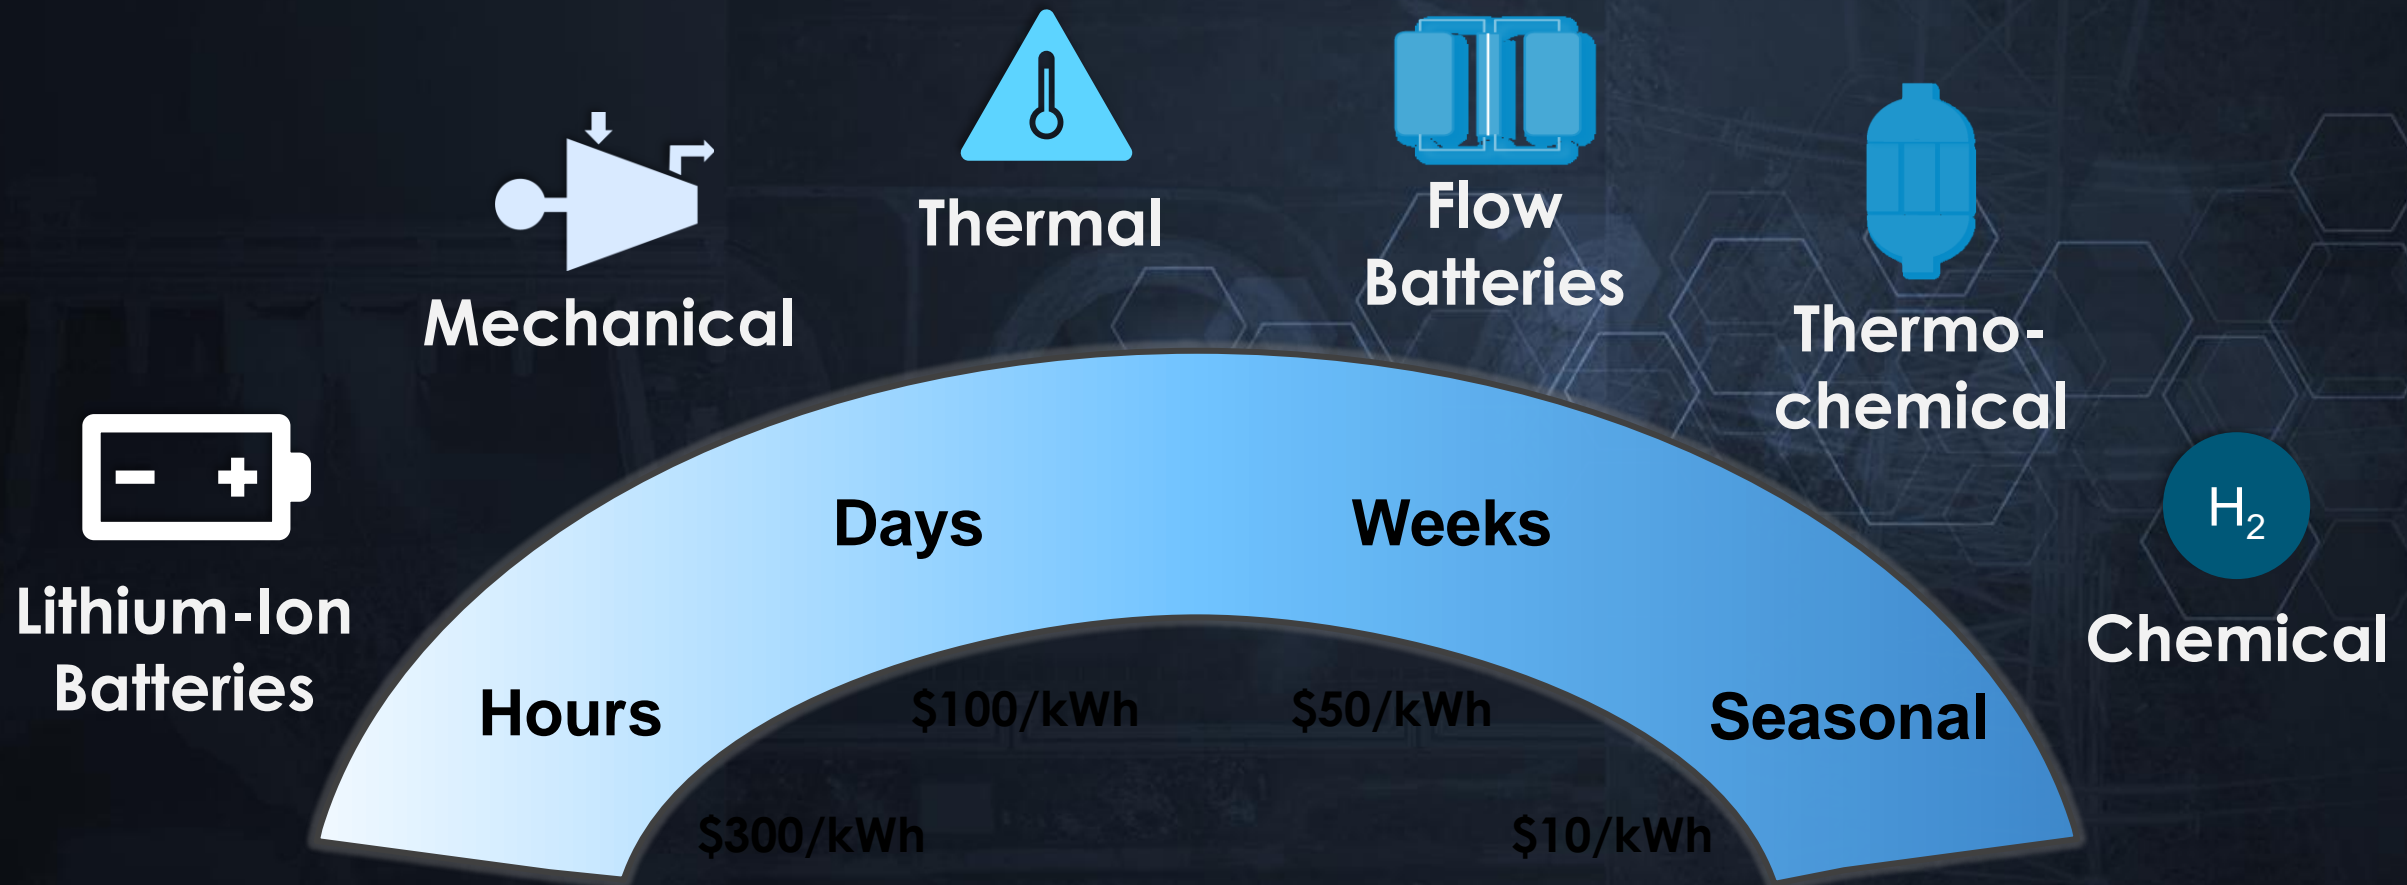 Thermal
Flow
Batteries
Mechanical
Thermo-
chemical
Lithium-Ion
Batteries
H₂
Chemical
Days
Weeks
Hours
Seasonal
$100/kWh
$50/kWh
$300/kWh
$10/kWh